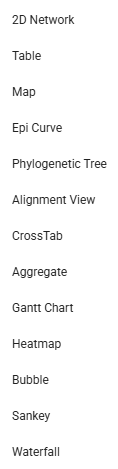 2D Network
Table
Map
Epi Curve
Phylogenetic Tree
Alignment View
CrossTab
Aggregate
Gantt Chart
Heatmap
Bubble
Sankey
Waterfall